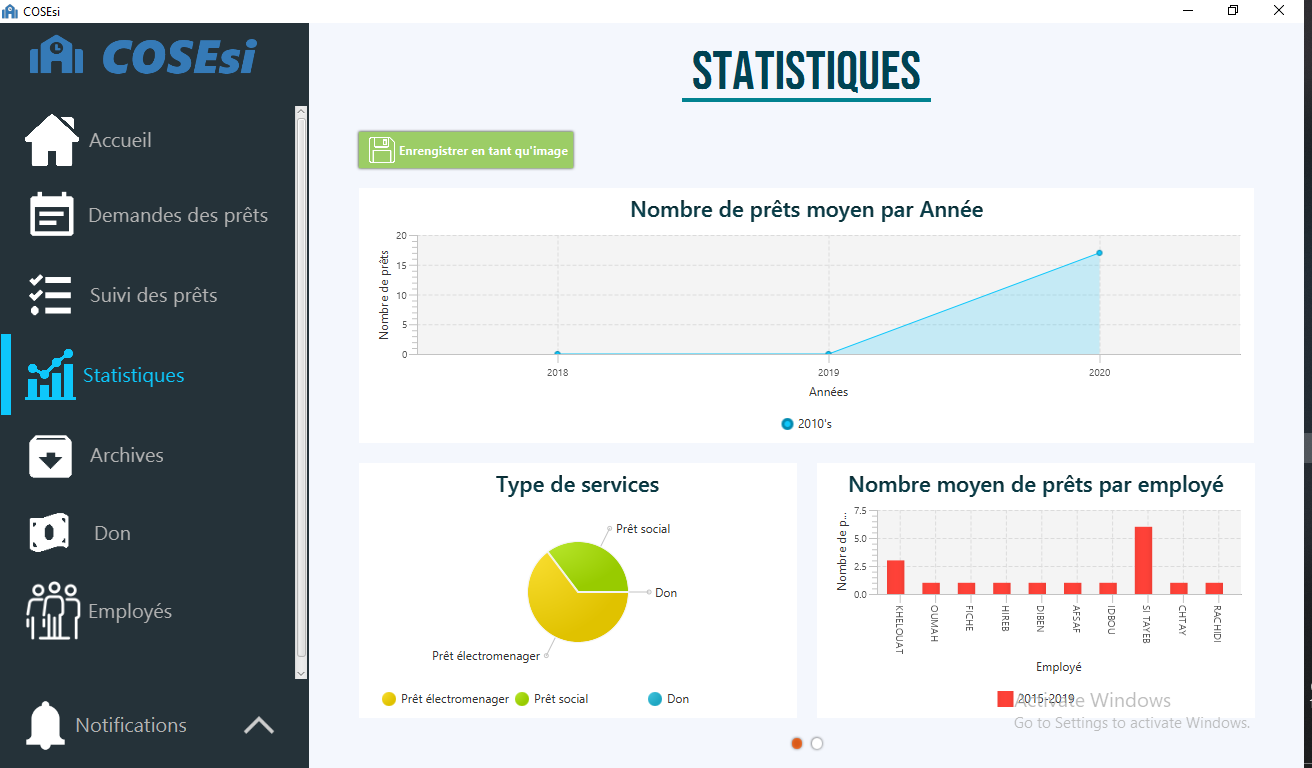 COSEsi
COSEsi
Accueil
Demandes des prêts
Suivi des prêts
Statistiques
Archives
Don
Employés
Notifications
STATISTIQUES
Enrengistrer en tant qu'image
Nombre de prêts moyen par Année
Nombre de prêts
20
15
10
5
0
2018
2019
2020
Années
2010's
Type de services
Prêt social
Don
Prêt électromenager
Prêt électromenager
Prêt social
Don
Nombre moyen de prêts par employé
Nombre de p...
7.5
5.0
2.5
0.0
KHELOUAT
OUMAH
FICHE
HIREB
DIBEN
AFSAF
IDBOU
SI TAYEB
CHTAY
RACHIDI
Employé
2015-2019
Activate Windows
Go to Settings to activate Windows.